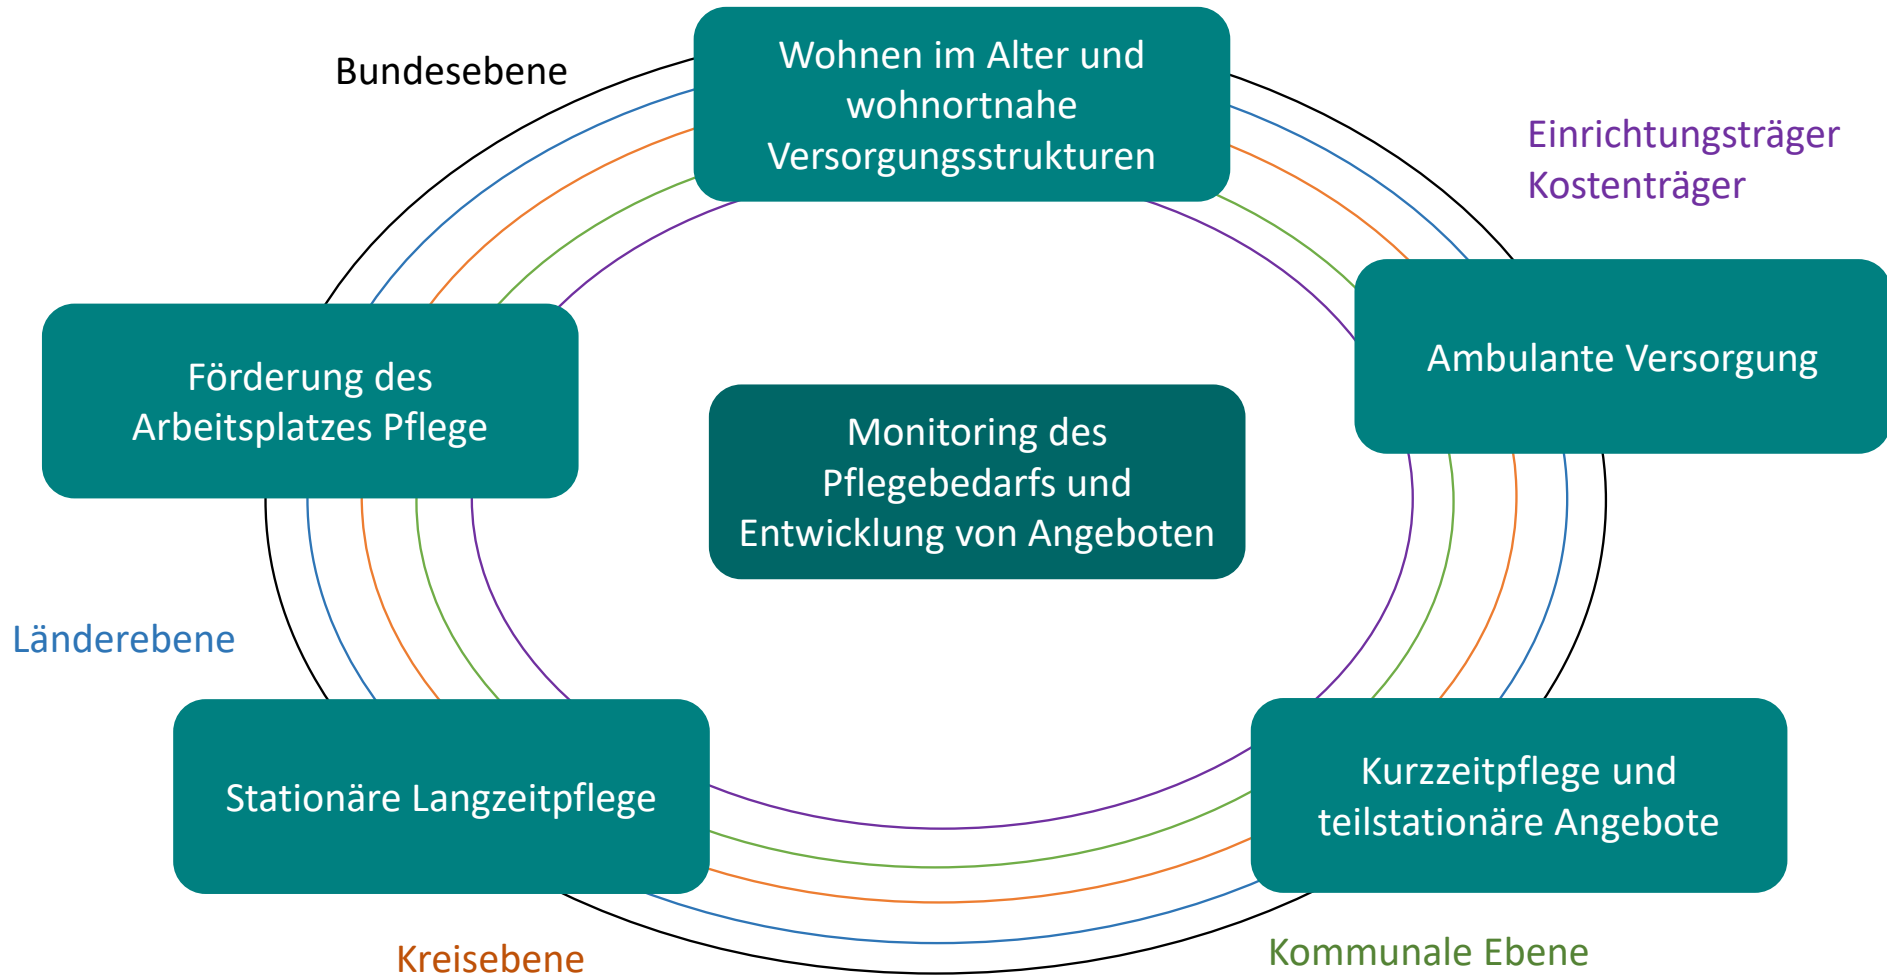 Bundesebene
Wohnen im Alter und
wohnortnahe
Versorgungsstrukturen
Einrichtungsträger
Kostenträger
Förderung des
Arbeitsplatzes Pflege
Ambulante Versorgung
Monitoring des
Pflegebedarfs und
Entwicklung von Angeboten
Länderebene
Stationäre Langzeitpflege
Kurzzeitpflege und
teilstationäre Angebote
Kreisebene
Kommunale Ebene